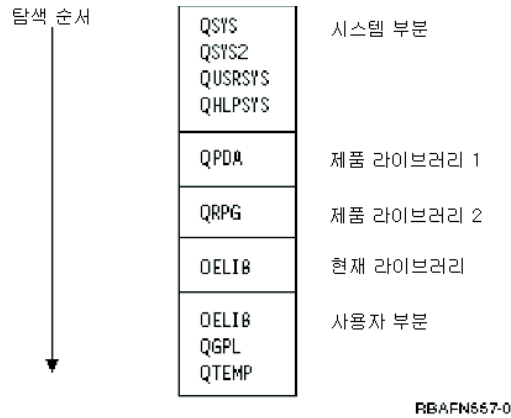 탐색 순서
QSYS 시스템 부분
QSYS2
QUSRSYS
QHLPSYS
QPDA 제품 라이브러리 1
QRPG 제품 라이브러리 2
OELIB 현재 라이브러리
OELIB 사용자 부분
QGPL
QTEMP
RBAFN557-0